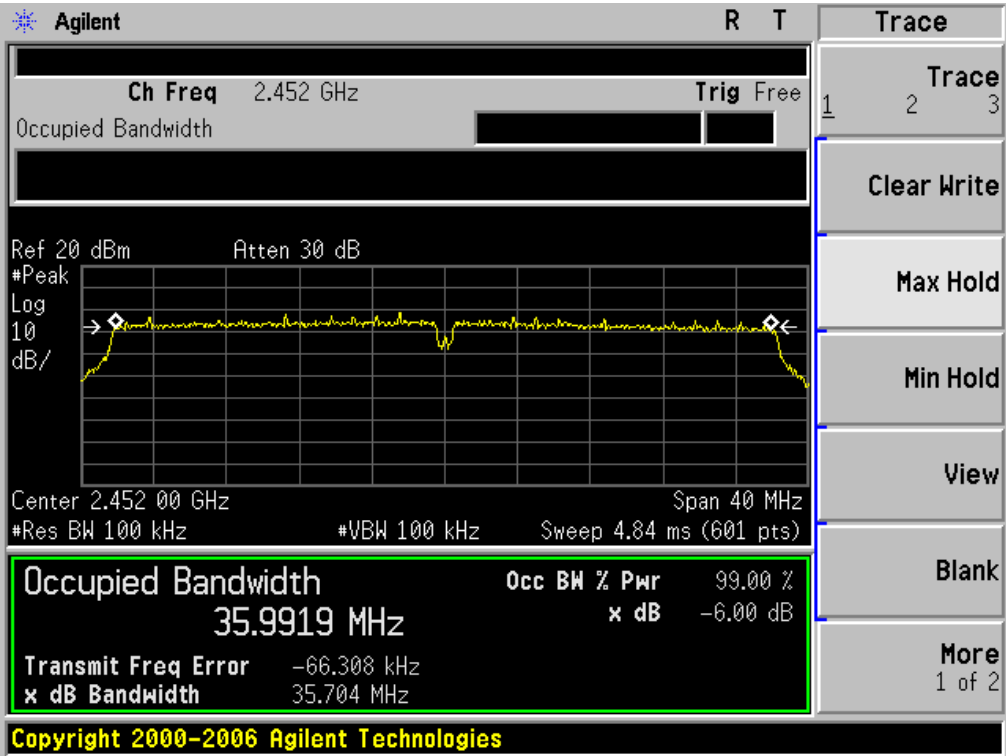 Agilent R T
Trace
Ch Freq 2.452 GHz Trig Free
Occupied Bandwidth
Trace
1 2 3
Clear Write
Max Hold
Min Hold
View
Blank
More
1 of 2
Ref 20 dBm Atten 30 dB
#Peak
Log
10
dB/
Center 2.452 00 GHz Span 40 MHz
#Res BW 100 kHz #VBW 100 kHz Sweep 4.84 ms (601 pts)
Occupied Bandwidth Occ BW % Pwr 99.00 %
35.9919 MHz x dB -6.00 dB
Transmit Freq Error -66.308 kHz
x dB Bandwidth 35.704 MHz
Copyright 2000-2006 Agilent Technologies